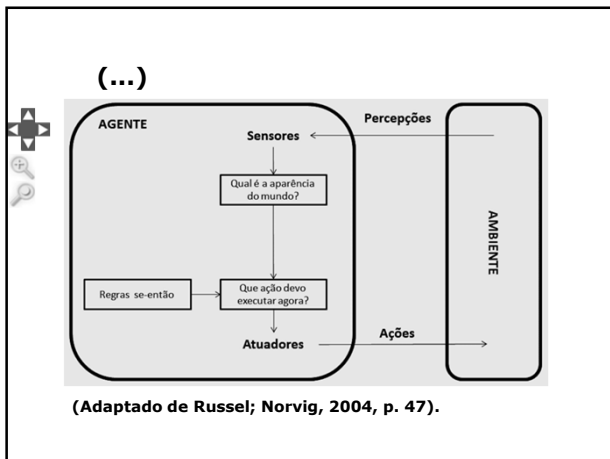 (...)
AGENTE
Sensores
Percepções
Qual é a aparência
do mundo?
AMBIENTE
Regras se-então
Que ação devo
executar agora?
Atuadores
Ações
(Adaptado de Russel; Norvig, 2004, p. 47).